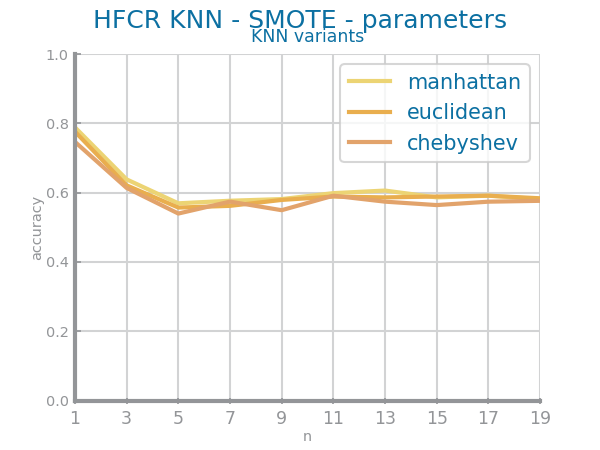 HFCR KNN - SMOTE - parameters
KNN variants
manhattan
euclidean
chebyshev
accuracy
1.0
0.8
0.6
0.4
0.2
0.0
1 3 5 7 9 11 13 15 17 19
n